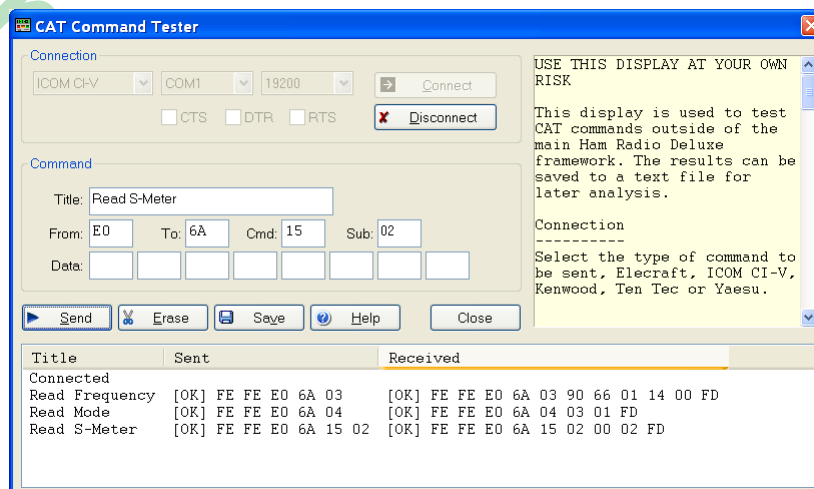 CAT Command Tester
Connection
ICOM CI-V COM1 19200 Connect
CTS DTR RTS Disconnect
Command
Title: Read S-Meter
From: E0 To: 6A Cmd: 15 Sub: 02
Data:
Send Erase Save Help Close
USE THIS DISPLAY AT YOUR OWN
RISK
This display is used to test
CAT commands outside of the
main Ham Radio Deluxe
framework. The results can be
saved to a text file for
later analysis.
Connection
----------
Select the type of command to
be sent, Elecraft, ICOM CI-V,
Kenwood, Ten Tec or Yaesu.
Title Sent Received
Connected
Read Frequency [OK] FE FE E0 6A 03 [OK] FE FE E0 6A 03 90 66 01 14 00 FD
Read Mode [OK] FE FE E0 6A 04 [OK] FE FE E0 6A 04 03 01 FD
Read S-Meter [OK] FE FE E0 6A 15 02 [OK] FE FE E0 6A 15 02 00 02 FD